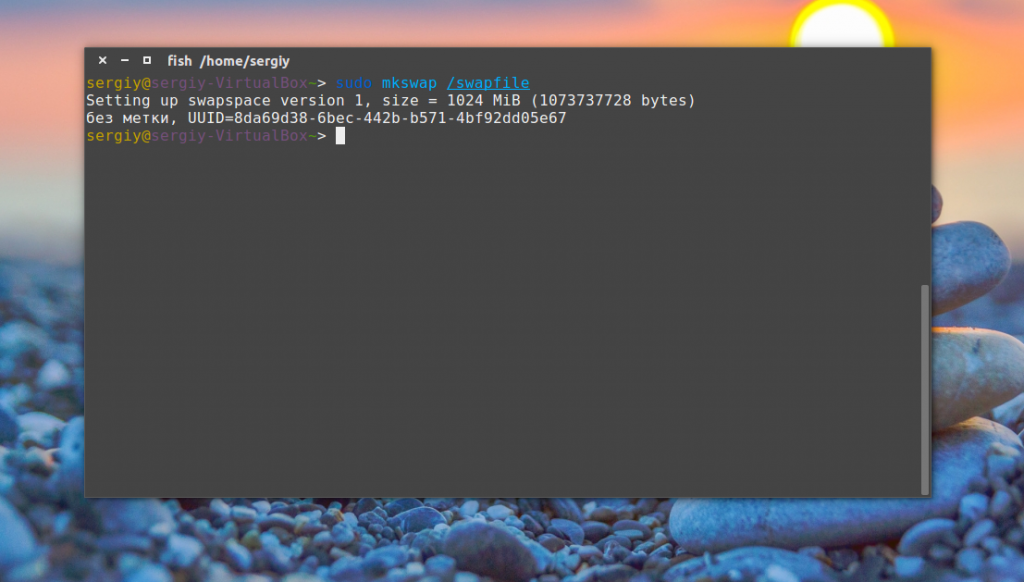 fish /home/sergiy
sergiy@sergiy-VirtualBox~> sudo mkswap /swapfile
Setting up swapspace version 1, size = 1024 MiB (1073737728 bytes)
без метки, UUID=8da69d38-6bec-442b-b571-4bf92dd05e67
sergiy@sergiy-VirtualBox~>